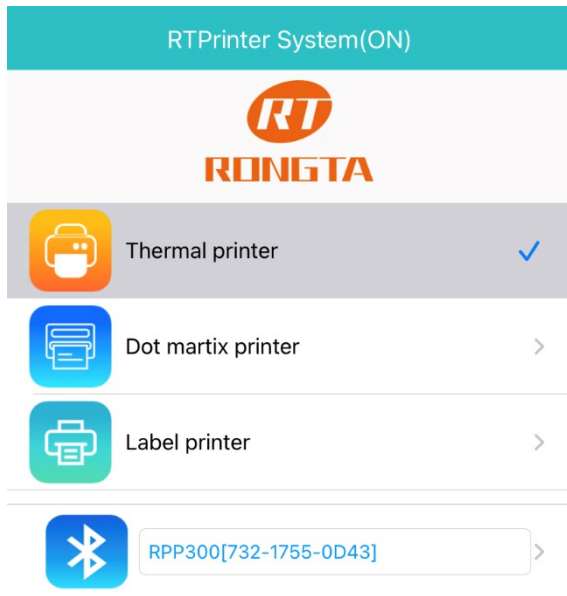 RTPrinter System(ON)
RT
RONGTA
Thermal printer
Dot martix printer
Label printer
RPP300[732-1755-0D43]